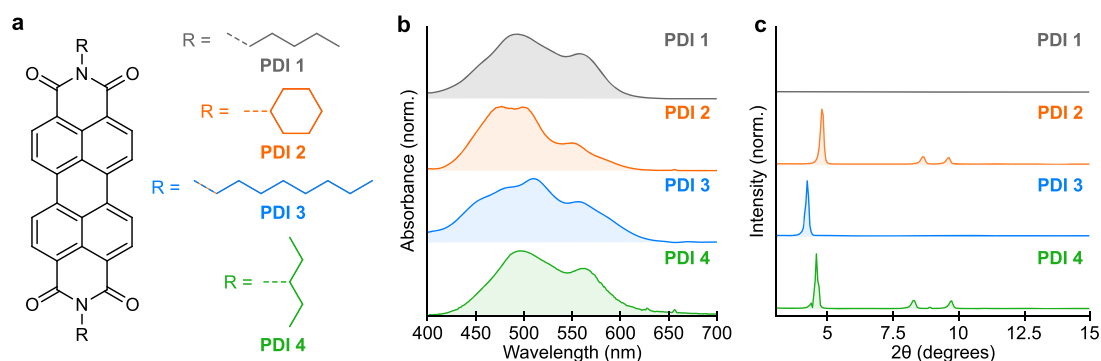 a
R
N
O
O
O
O
N
R
R =
PDI 1
R =
PDI 2
R =
PDI 3
R =
PDI 4
b
Absorbance (norm.)
PDI 1
PDI 2
PDI 3
PDI 4
400 450 500 550 600 650 700
Wavelength (nm)
c
Intensity (norm.)
PDI 1
PDI 2
PDI 3
PDI 4
5 7.5 10 12.5 15
2θ (degrees)